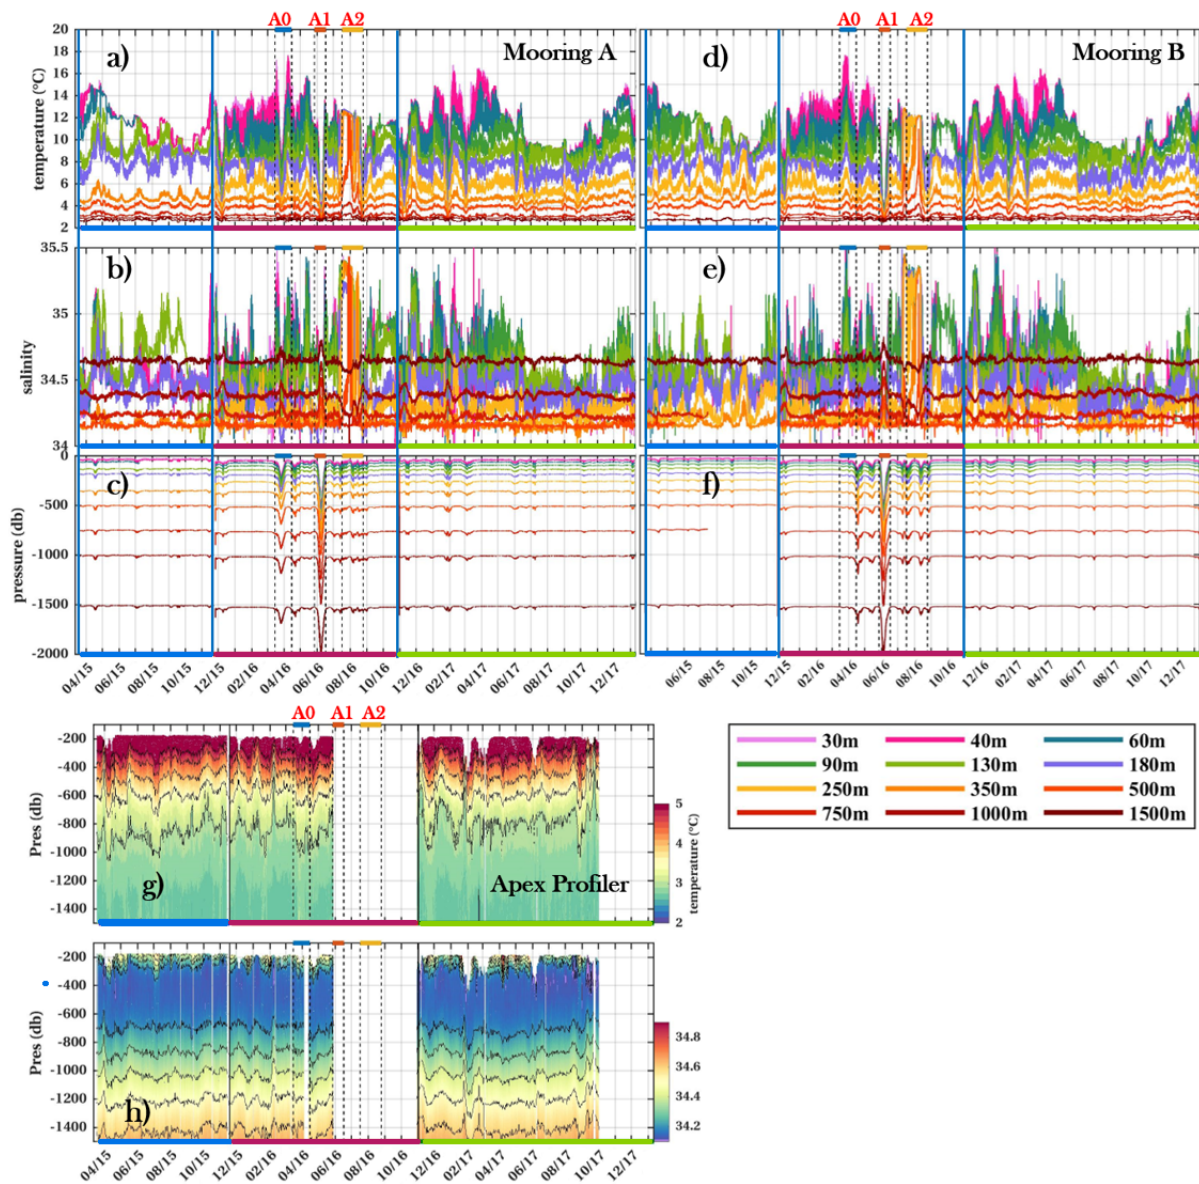 A0 A1 A2 A0 A1 A2
20
18
16
14
12
10
8
6
4
2
temperature (°C)
a)
Mooring A
d)
Mooring B
35.5
35
34.5
34
salinity
b)
e)
0
-500
-1000
-1500
-2000
pressure (db)
c)
f)
04/15 06/15 08/15 10/15 12/15 02/16 04/16 06/16 08/16 10/16 12/16 02/17 04/17 06/17 08/17 10/17 12/17
06/15 08/15 10/15 12/15 02/16 04/16 06/16 08/16 10/16 12/16 02/17 04/17 06/17 08/17 10/17 12/17
A0 A1 A2
-200
-400
-600
-800
-1000
-1200
-1400
Pres (db)
g)
Apex Profiler
5
4
3
2
temperature (°C)
30m 40m 60m
90m 130m 180m
250m 350m 500m
750m 1000m 1500m
-200
-400
-600
-800
-1000
-1200
-1400
Pres (db)
h)
34.8
34.6
34.4
34.2
04/15 06/15 08/15 10/15 12/15 02/16 04/16 06/16 08/16 10/16 12/16 02/17 04/17 06/17 08/17 10/17 12/17